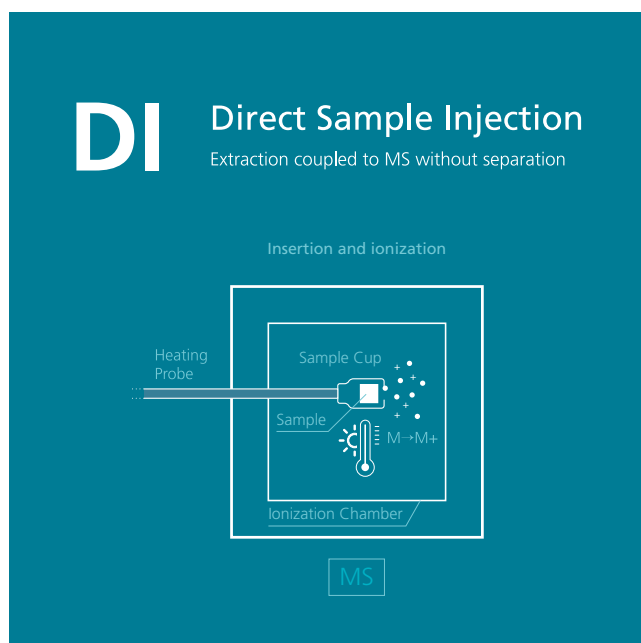 DI
Direct Sample Injection
Extraction coupled to MS without separation
Insertion and ionization
Heating
Probe
Sample Cup
Sample
M→M+
Ionization Chamber
MS